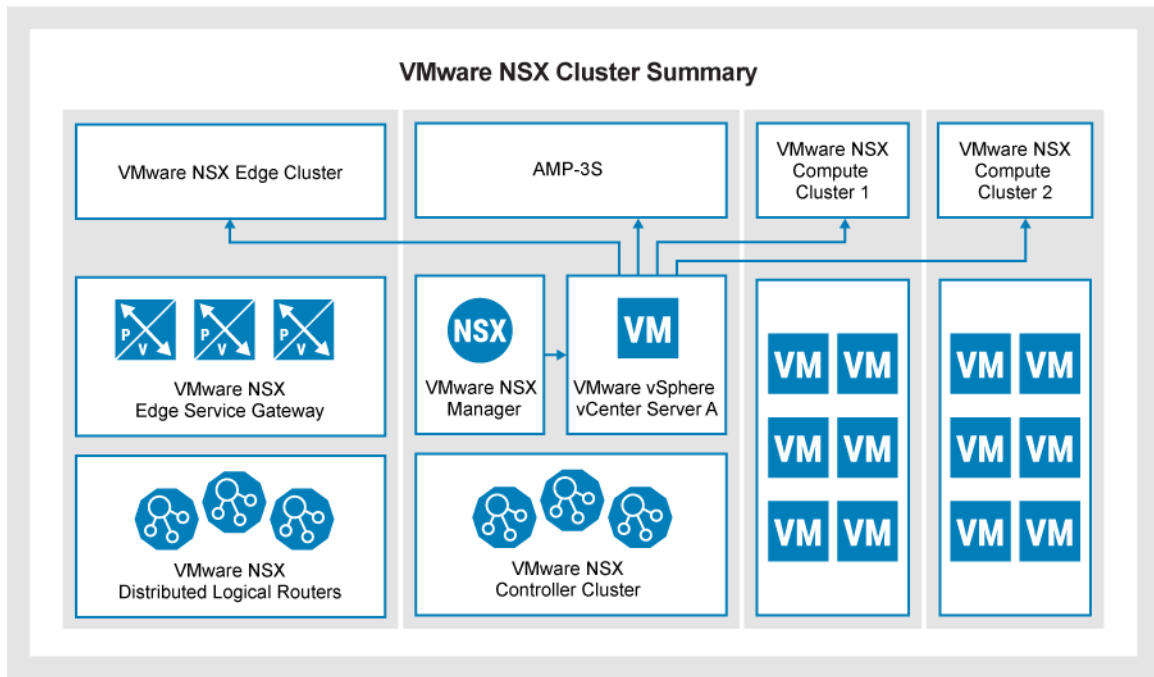 VMware NSX Cluster Summary
VMware NSX Edge Cluster
AMP-3S
VMware NSX
Compute
Cluster 1
VMware NSX
Compute
Cluster 2
P
V
P
V
P
V
VMware NSX
Edge Service Gateway
NSX
VMware NSX
Manager
VM
VMware vSphere
vCenter Server A
VMware NSX
Distributed Logical Routers
VMware NSX
Controller Cluster
VM VM
VM VM
VM VM
VM VM
VM VM
VM VM